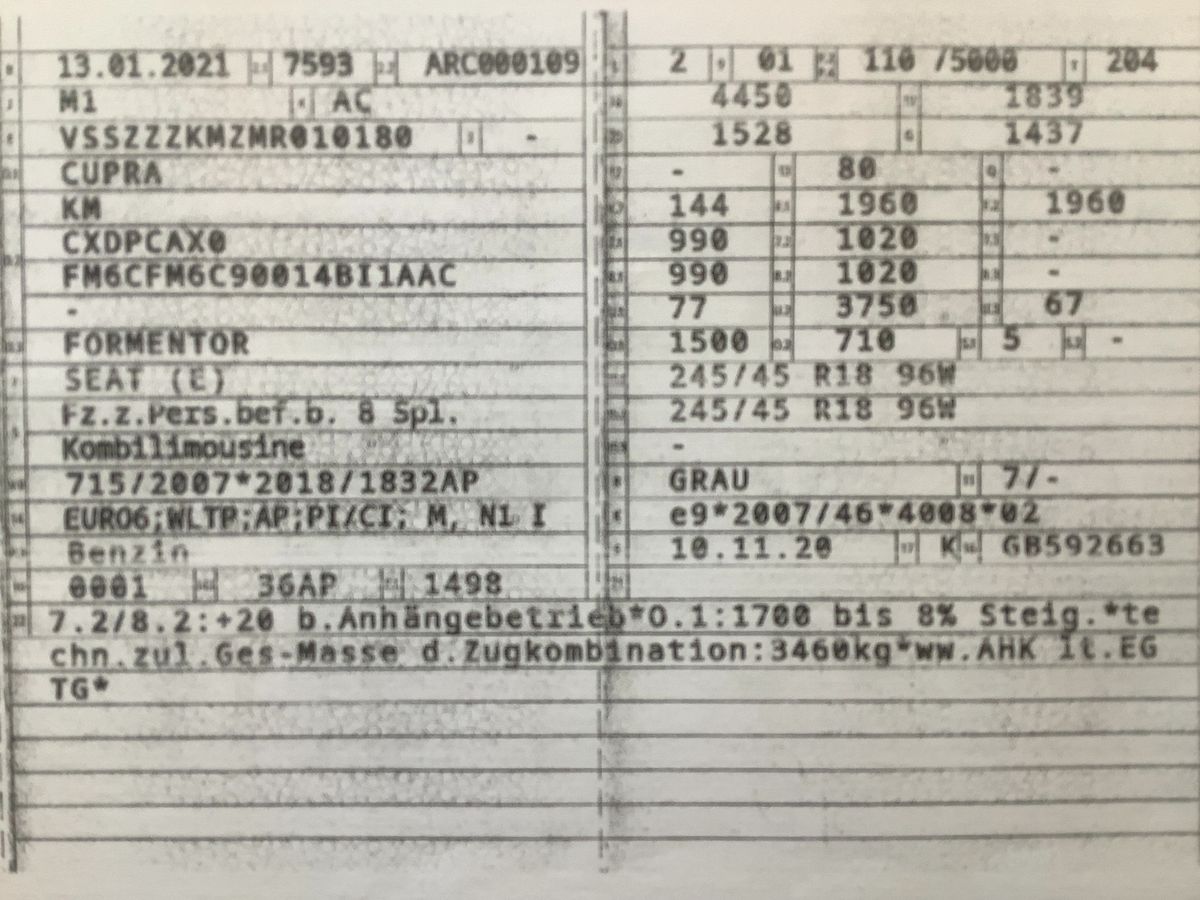 13.01.2021 7593 ARC000109
M1 AC
VSSZZZKMZMR010180 -
CUPRA
KM
CXDPCAX0
FM6CFM6C90014BI1AAC
-
FORMENTOR
SEAT (E)
Fz.z.Pers.bef.b. 8 Spl.
Kombilimousine
715/2007*2018/1832AP
EURO6;WLTP;AP;PI/CI; M, N1 I
Benzin
0001 36AP 1498
2 01 110 /5000 204
4450 1839
1528 1437
- 80 -
144 1960 1960
990 1020 -
990 1020 -
77 3750 67
1500 710 5 -
245/45 R18 96W
245/45 R18 96W
-
GRAU 7/-
e9*2007/46*4008*02
10.11.20 K GB592663
7.2/8.2:+20 b.Anhängebetrieb*O.1:1700 bis 8% Steig.*te
chn.zul.Ges-Masse d.Zugkombination:3460kg*ww.AHK lt.EG
TG*